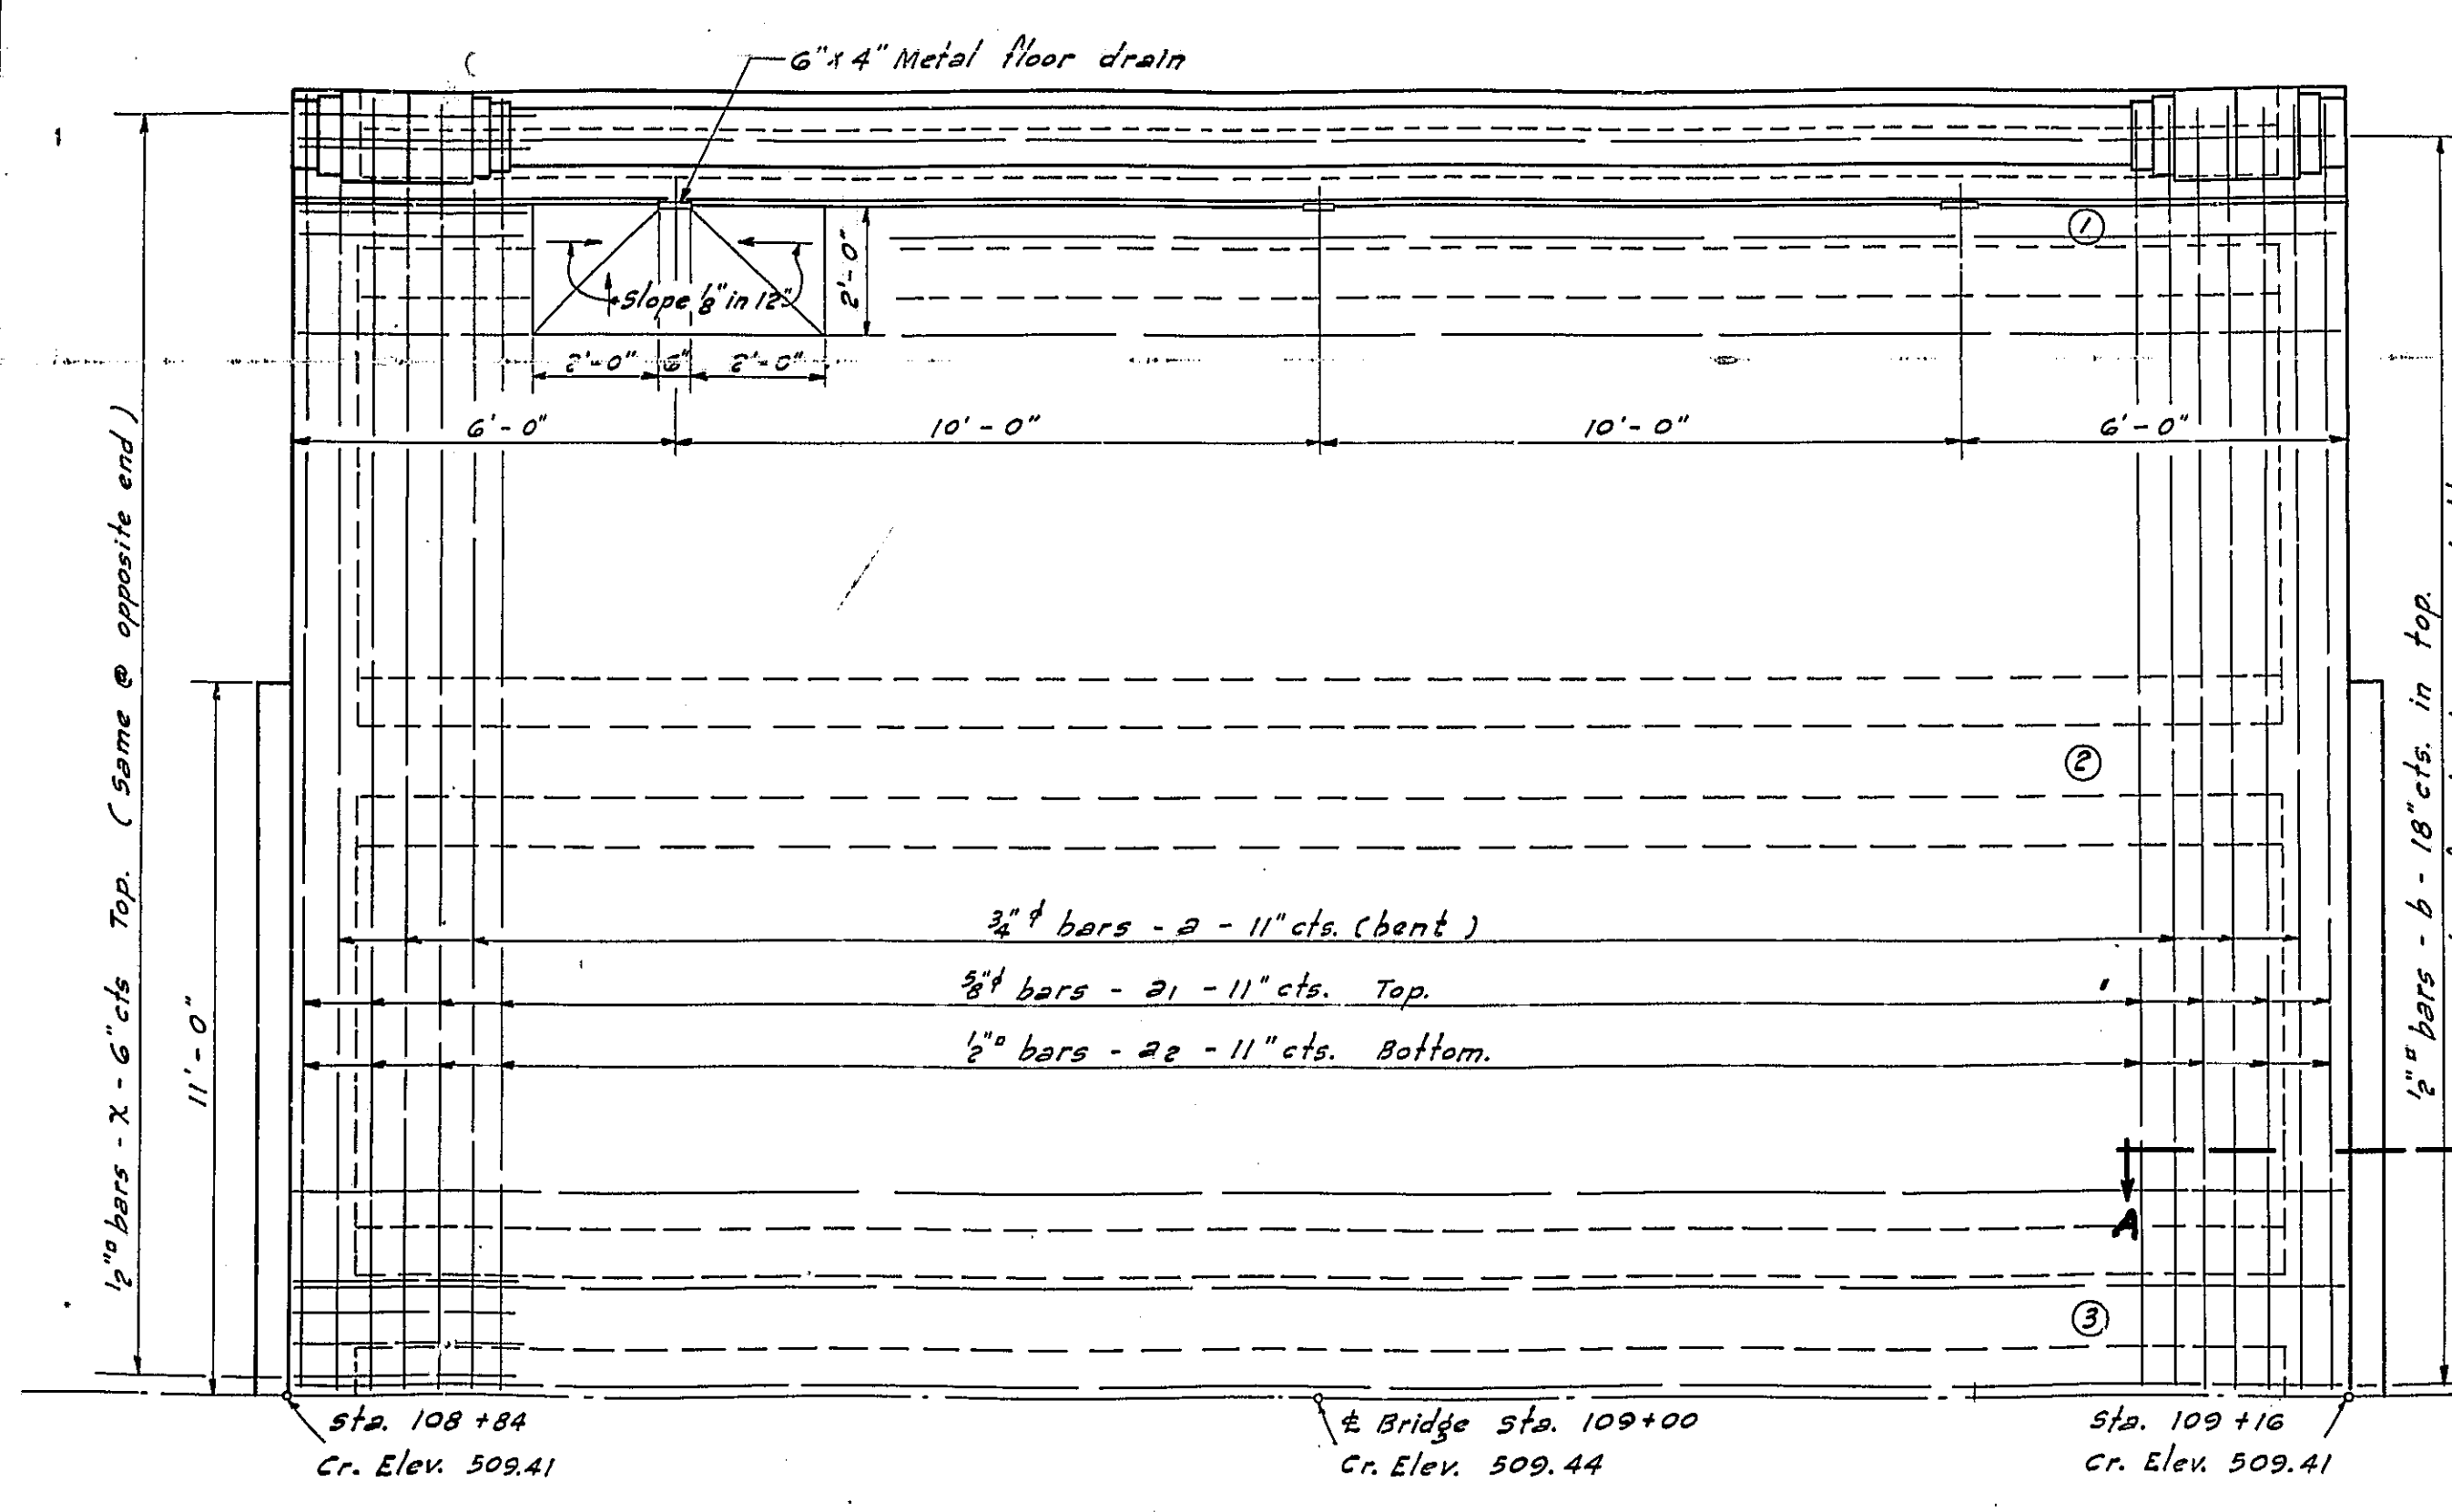 6" x 4" Metal floor drain
1
Slope 1/8" in 12"
2'-0"
2'-0" 6" 2'-0"
6'-0" 10'-0" 10'-0" 6'-0"
1/2"□ bars - x - 6" cts Top. (Same @ opposite end)
11'-0"
2
3/4"ϕ bars - a - 11" cts. (bent)
5/8"ϕ bars - a1 - 11" cts. Top.
1/2"□ bars - a2 - 11" cts. Bottom.
1/2"□ bars - b - 18" cts. in top.
A
3
Sta. 108 +84
Cr. Elev. 509.41
℄ Bridge Sta. 109+00
Cr. Elev. 509.44
Sta. 109 +16
Cr. Elev. 509.41